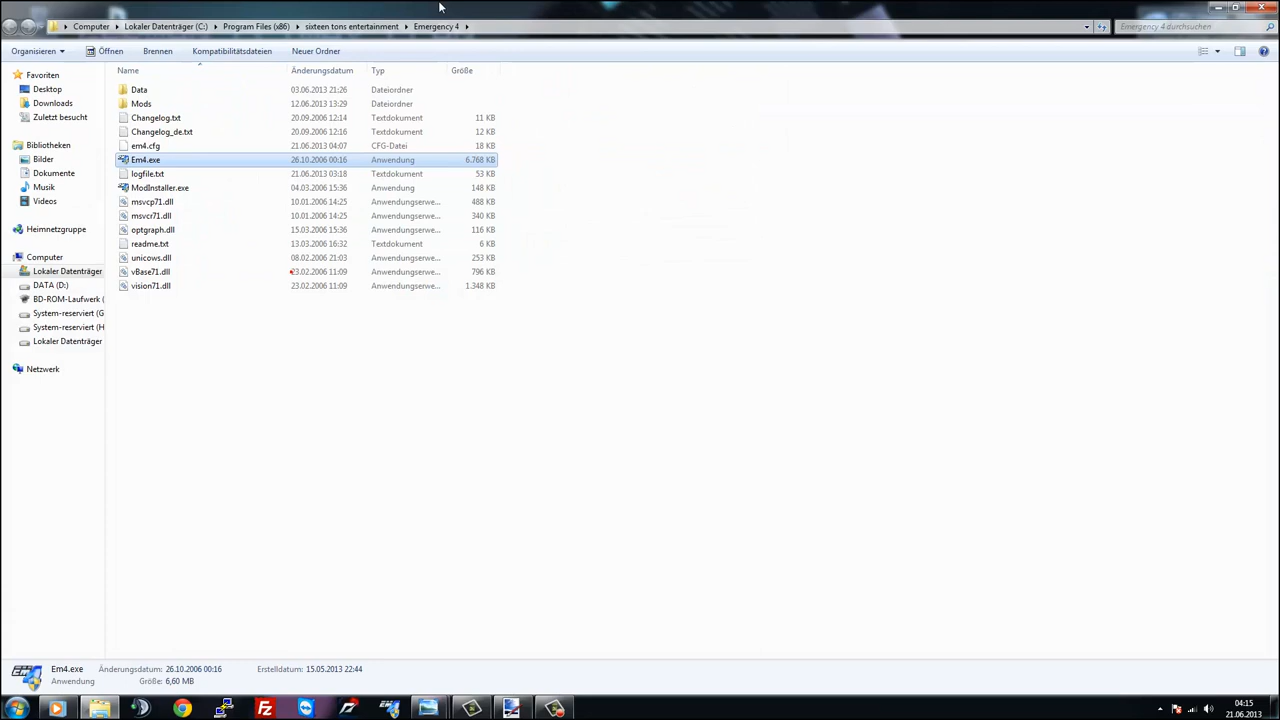 Computer Lokaler Datenträger (C:) Program Files (x86) sixteen tons entertainment Emergency 4 Emergency 4 durchsuchen
Organisieren Öffnen Brennen Kompatibilitätsdateien Neuer Ordner
Name Änderungsdatum Typ Größe
Favoriten
Desktop
Downloads
Zuletzt besucht
Bibliotheken
Bilder
Dokumente
Musik
Videos
Heimnetzgruppe
Computer
Lokaler Datenträger
DATA (D:)
BD-ROM-Laufwerk (
System-reserviert (G
System-reserviert (H
Lokaler Datenträger
Netzwerk
Data 03.06.2013 21:26 Dateiordner
Mods 12.06.2013 13:29 Dateiordner
Changelog.txt 20.09.2006 12:14 Textdokument 11 KB
Changelog_de.txt 20.09.2006 12:16 Textdokument 12 KB
em4.cfg 21.06.2013 04:07 CFG-Datei 18 KB
Em4.exe 26.10.2006 00:16 Anwendung 6.768 KB
logfile.txt 21.06.2013 03:18 Textdokument 53 KB
ModInstaller.exe 04.03.2006 15:36 Anwendung 148 KB
msvcp71.dll 10.01.2006 14:25 Anwendungserwe... 488 KB
msvcr71.dll 10.01.2006 14:25 Anwendungserwe... 340 KB
optgraph.dll 15.03.2006 15:35 Anwendungserwe... 116 KB
readme.txt 13.03.2006 16:32 Textdokument 6 KB
unicows.dll 08.02.2006 21:03 Anwendungserwe... 253 KB
vBase71.dll 23.02.2006 11:09 Anwendungserwe... 796 KB
vision71.dll 23.02.2006 11:09 Anwendungserwe... 1.348 KB
Em4.exe Änderungsdatum: 26.10.2006 00:16 Erstelldatum: 15.05.2013 22:44
Anwendung Größe: 6,60 MB
04:15
21.06.2013